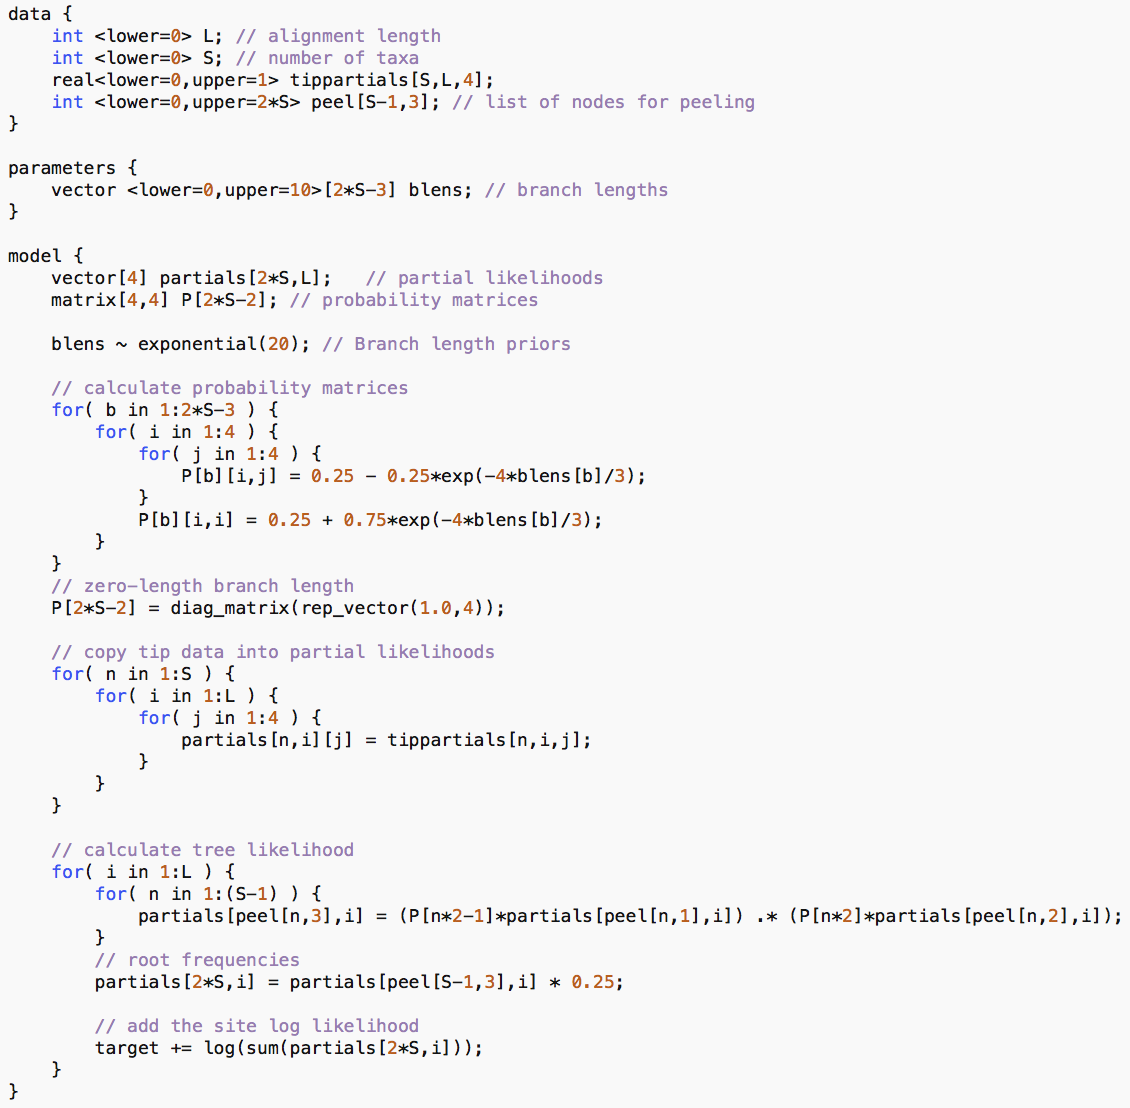 data {
    int <lower=0> L; // alignment length
    int <lower=0> S; // number of taxa
    real<lower=0,upper=1> tippartials[S,L,4];
    int <lower=0,upper=2*S> peel[S-1,3]; // list of nodes for peeling
}

parameters {
    vector <lower=0,upper=10>[2*S-3] blens; // branch lengths
}

model {
    vector[4] partials[2*S,L];   // partial likelihoods
    matrix[4,4] P[2*S-2]; // probability matrices

    blens ~ exponential(20); // Branch length priors

    // calculate probability matrices
    for( b in 1:2*S-3 ) {
        for( i in 1:4 ) {
            for( j in 1:4 ) {
                P[b][i,j] = 0.25 - 0.25*exp(-4*blens[b]/3);
            }
            P[b][i,i] = 0.25 + 0.75*exp(-4*blens[b]/3);
        }
    }
    // zero-length branch length
    P[2*S-2] = diag_matrix(rep_vector(1.0,4));

    // copy tip data into partial likelihoods
    for( n in 1:S ) {
        for( i in 1:L ) {
            for( j in 1:4 ) {
                partials[n,i][j] = tippartials[n,i,j];
            }
        }
    }

    // calculate tree likelihood
    for( i in 1:L ) {
        for( n in 1:(S-1) ) {
            partials[peel[n,3],i] = (P[n*2-1]*partials[peel[n,1],i]) .* (P[n*2]*partials[peel[n,2],i]);
        }
        // root frequencies
        partials[2*S,i] = partials[peel[S-1,3],i] * 0.25;

        // add the site log likelihood
        target += log(sum(partials[2*S,i]));
    }
}